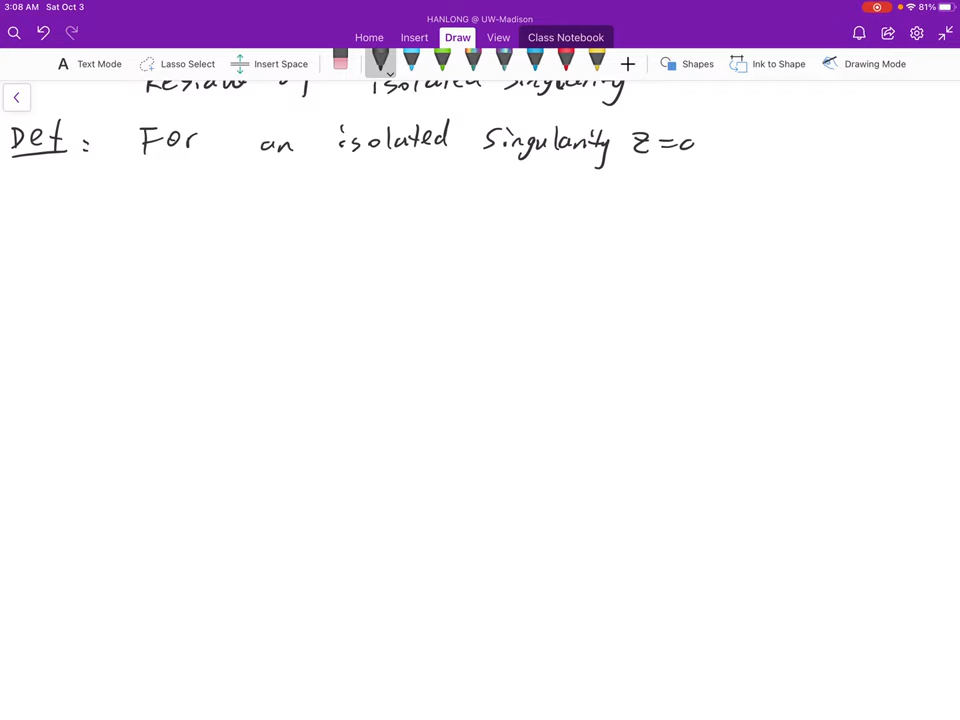 3:08 AM Sat Oct 3
81%
HANLONG @ UW-Madison
Home Insert Draw View Class Notebook
Text Mode Lasso Select Insert Space Shapes Ink to Shape Drawing Mode
isolated singularity
Def: For an isolated singularity z=a